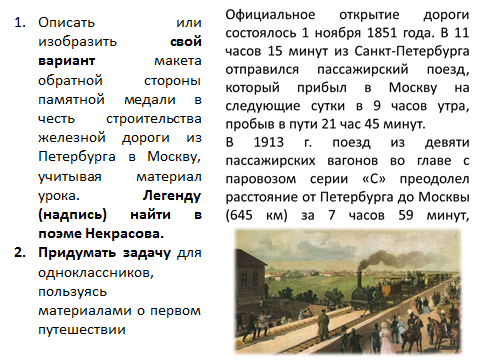 1. Описать или
изобразить свой
вариант макета
обратной стороны
памятной медали в
честь строительства
железной дороги из
Петербурга в Москву,
учитывая материал
урока. Легенду
(надпись) найти в
поэме Некрасова.
2. Придумать задачу для
одноклассников,
пользуясь
материалами о первом
путешествии
Официальное открытие дороги
состоялось 1 ноября 1851 года. В 11
часов 15 минут из Санкт-Петербурга
отправился пассажирский поезд,
который прибыл в Москву на
следующие сутки в 9 часов утра,
пробыв в пути 21 час 45 минут.
В 1913 г. поезд из девяти
пассажирских вагонов во главе с
паровозом серии «С» преодолел
расстояние от Петербурга до Москвы
(645 км) за 7 часов 59 минут,